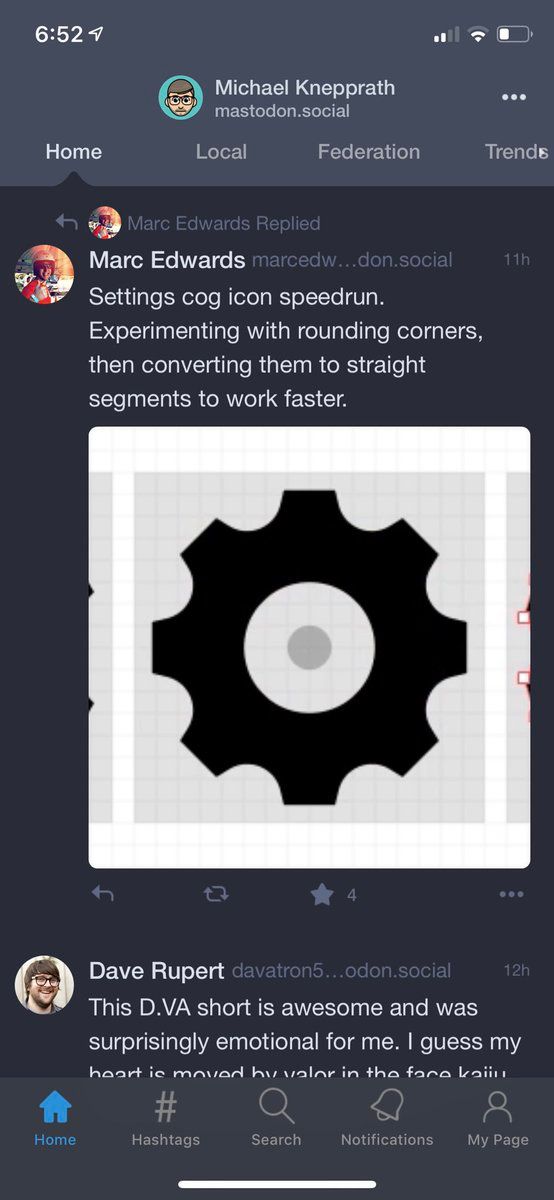 6:52
Michael Knepprath
mastodon.social
Home Local Federation Trends
Marc Edwards Replied
Marc Edwards marcedw…don.social 11h
Settings cog icon speedrun.
Experimenting with rounding corners,
then converting them to straight
segments to work faster.
4
Dave Rupert davatron5…odon.social 12h
This D.VA short is awesome and was
surprisingly emotional for me. I guess my
heart is moved by valor in the face kaiju
Home Hashtags Search Notifications My Page